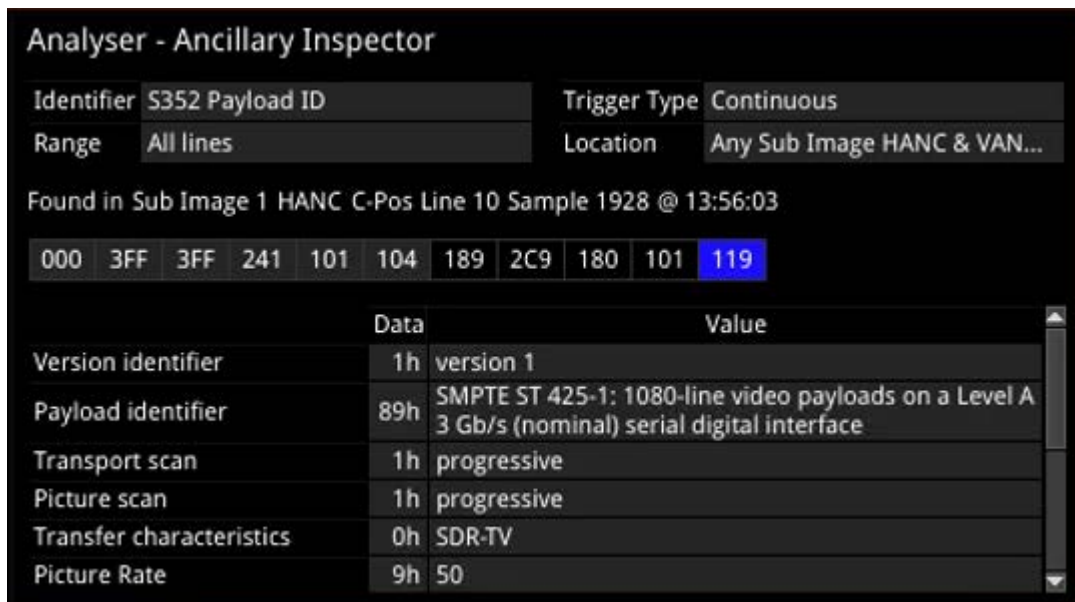 Analyser - Ancillary Inspector
Identifier S352 Payload ID Trigger Type Continuous
Range All lines Location Any Sub Image HANC & VAN...
Found in Sub Image 1 HANC C-Pos Line 10 Sample 1928 @ 13:56:03
000 3FF 3FF 241 101 104 189 2C9 180 101 119
Data Value
Version identifier 1h version 1
Payload identifier 89h SMPTE ST 425-1: 1080-line video payloads on a Level A
3 Gb/s (nominal) serial digital interface
Transport scan 1h progressive
Picture scan 1h progressive
Transfer characteristics 0h SDR-TV
Picture Rate 9h 50